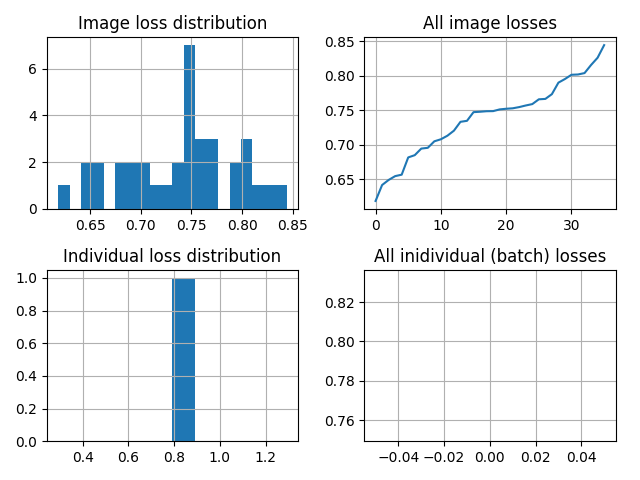 Image loss distribution
All image losses
6
4
2
0
0.65 0.70 0.75 0.80 0.85
0.85
0.80
0.75
0.70
0.65
0 10 20 30
Individual loss distribution
All inidividual (batch) losses
1.0
0.8
0.6
0.4
0.2
0.0
0.4 0.6 0.8 1.0 1.2
0.82
0.80
0.78
0.76
−0.04 −0.02 0.00 0.02 0.04